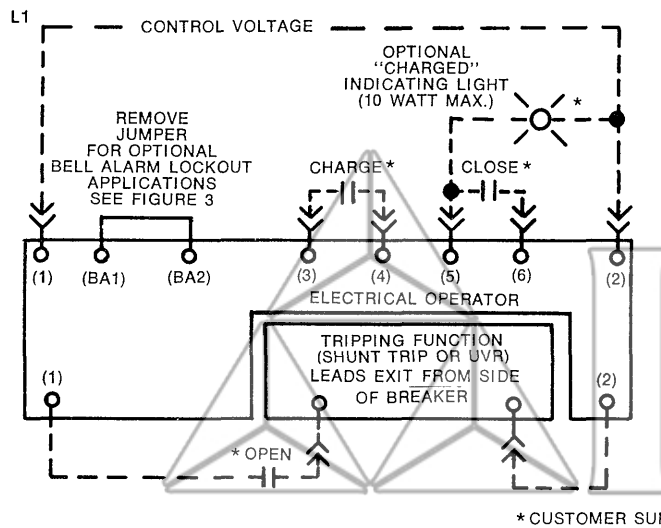 L1
CONTROL VOLTAGE
OPTIONAL
"CHARGED"
INDICATING LIGHT
(10 WATT MAX.)
*
REMOVE
JUMPER
FOR OPTIONAL
BELL ALARM LOCKOUT
APPLICATIONS
SEE FIGURE 3
CHARGE *
CLOSE *
(1)
(BA1)
(BA2)
(3)
(4)
(5)
(6)
(2)
ELECTRICAL OPERATOR
TRIPPING FUNCTION
(SHUNT TRIP OR UVR)
LEADS EXIT FROM SIDE
OF BREAKER
(1)
(2)
* OPEN
* CUSTOMER